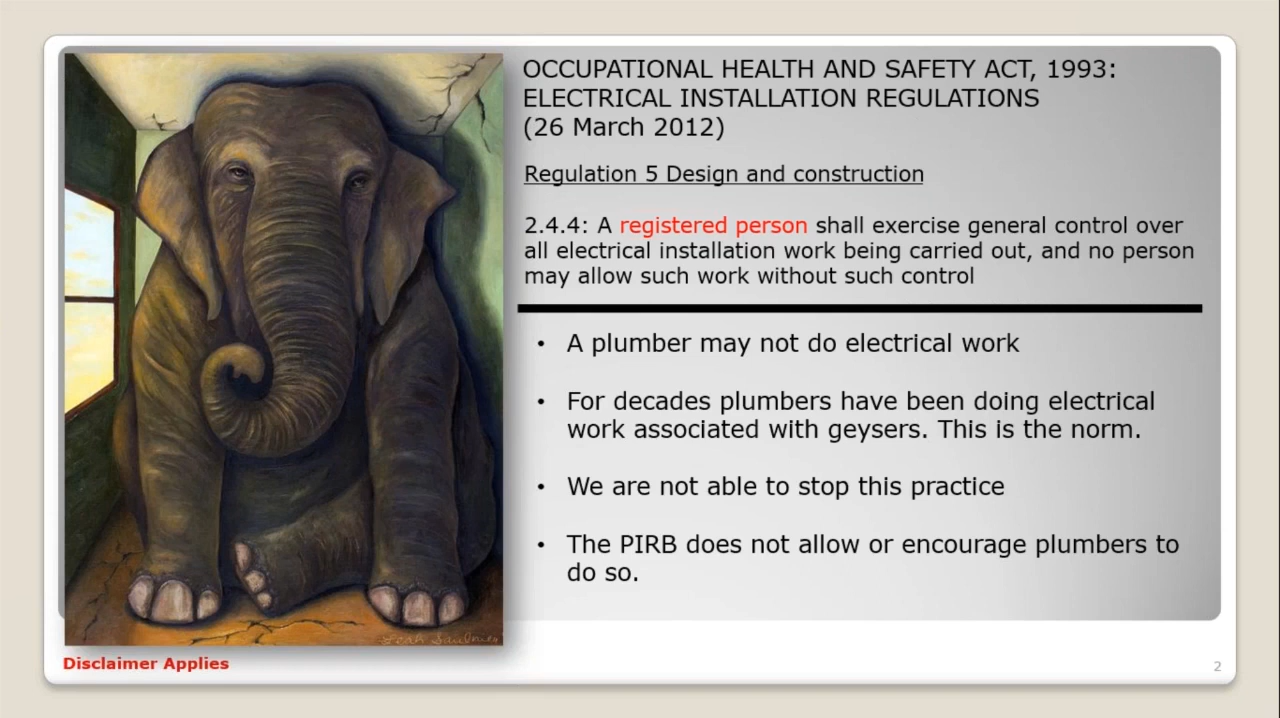 OCCUPATIONAL HEALTH AND SAFETY ACT, 1993:
ELECTRICAL INSTALLATION REGULATIONS
(26 March 2012)
Regulation 5 Design and construction
2.4.4: A registered person shall exercise general control over
all electrical installation work being carried out, and no person
may allow such work without such control
• A plumber may not do electrical work
• For decades plumbers have been doing electrical
work associated with geysers. This is the norm.
• We are not able to stop this practice
• The PIRB does not allow or encourage plumbers to
do so.
Leah Saulnier
Disclaimer Applies
2